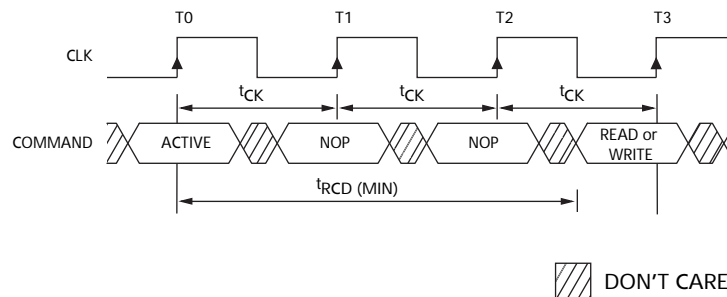 T0 T1 T2 T3
CLK
tCK tCK tCK
COMMAND ACTIVE NOP NOP READ or
WRITE
tRCD (MIN)
DON'T CARE